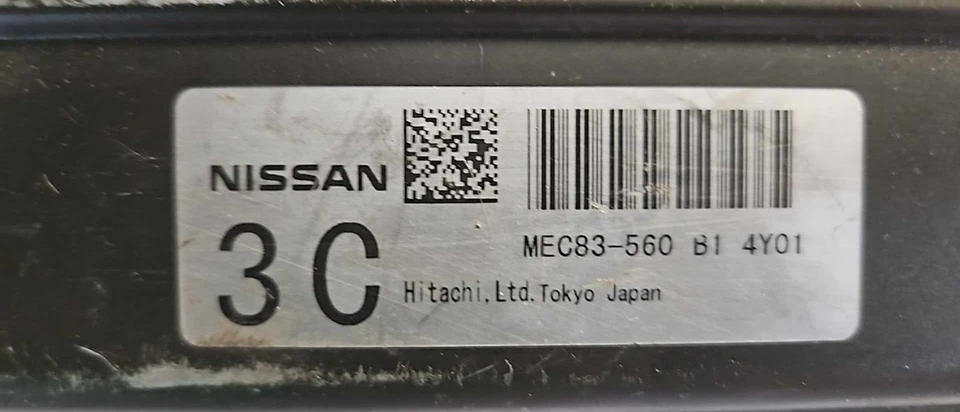 NISSAN
3C
MEC83-560 B1 4Y01
Hitachi,Ltd.Tokyo Japan